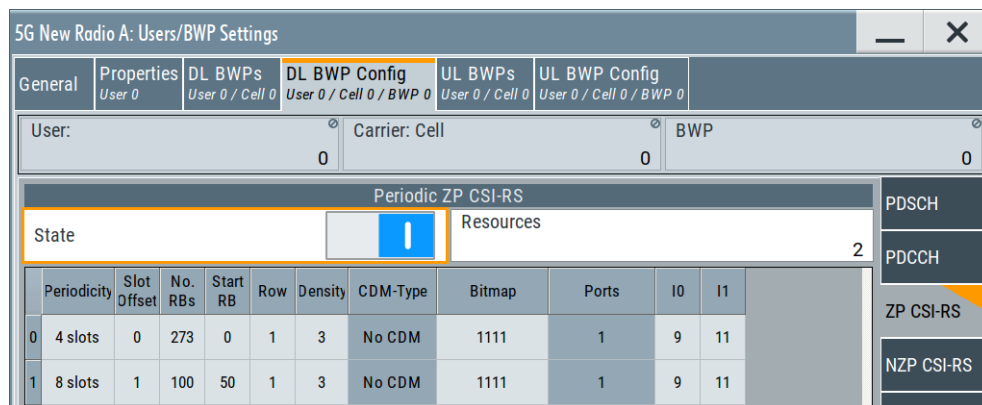 5G New Radio A: Users/BWP Settings
General
Properties
User 0
DL BWPs
User 0 / Cell 0
DL BWP Config
User 0 / Cell 0 / BWP 0
UL BWPs
User 0 / Cell 0
UL BWP Config
User 0 / Cell 0 / BWP 0
User:
0
Carrier: Cell
0
BWP
0
Periodic ZP CSI-RS
State
Resources
2
Periodicity Slot Offset No. RBs Start RB Row Density CDM-Type Bitmap Ports I0 I1
0 4 slots 0 273 0 1 3 No CDM 1111 1 9 11
1 8 slots 1 100 50 1 3 No CDM 1111 1 9 11
PDSCH
PDCCH
ZP CSI-RS
NZP CSI-RS